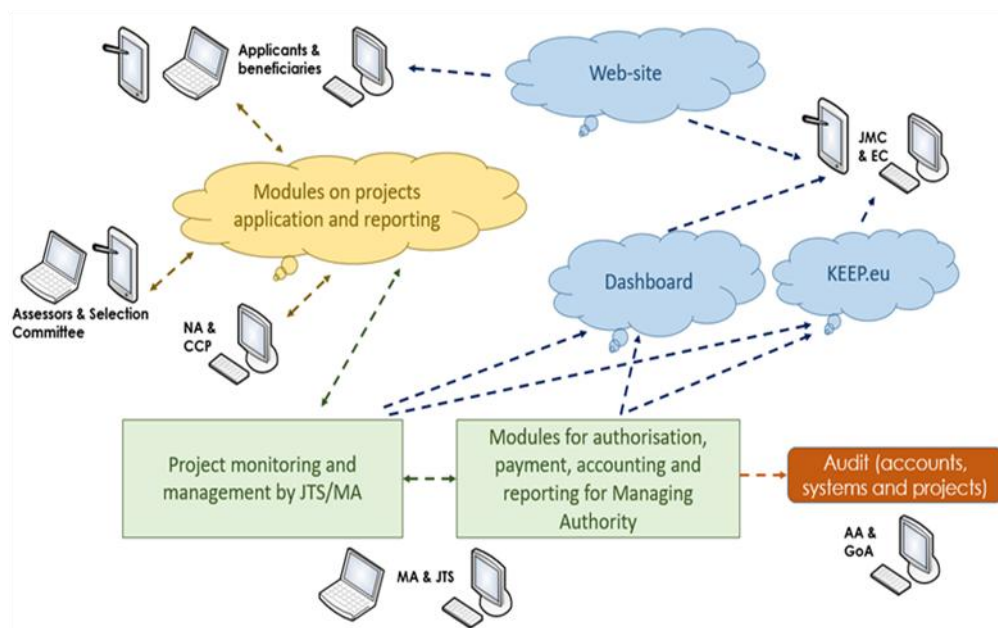 Applicants &
beneficiaries
Web-site
JMC
& EC
Modules on projects
application and reporting
Dashboard
KEEP.eu
Assessors & Selection
Committee
NA &
CCP
Project monitoring and
management by JTS/MA
Modules for authorisation,
payment, accounting and
reporting for Managing
Authority
Audit (accounts,
systems and projects)
MA & JTS
AA &
GoA